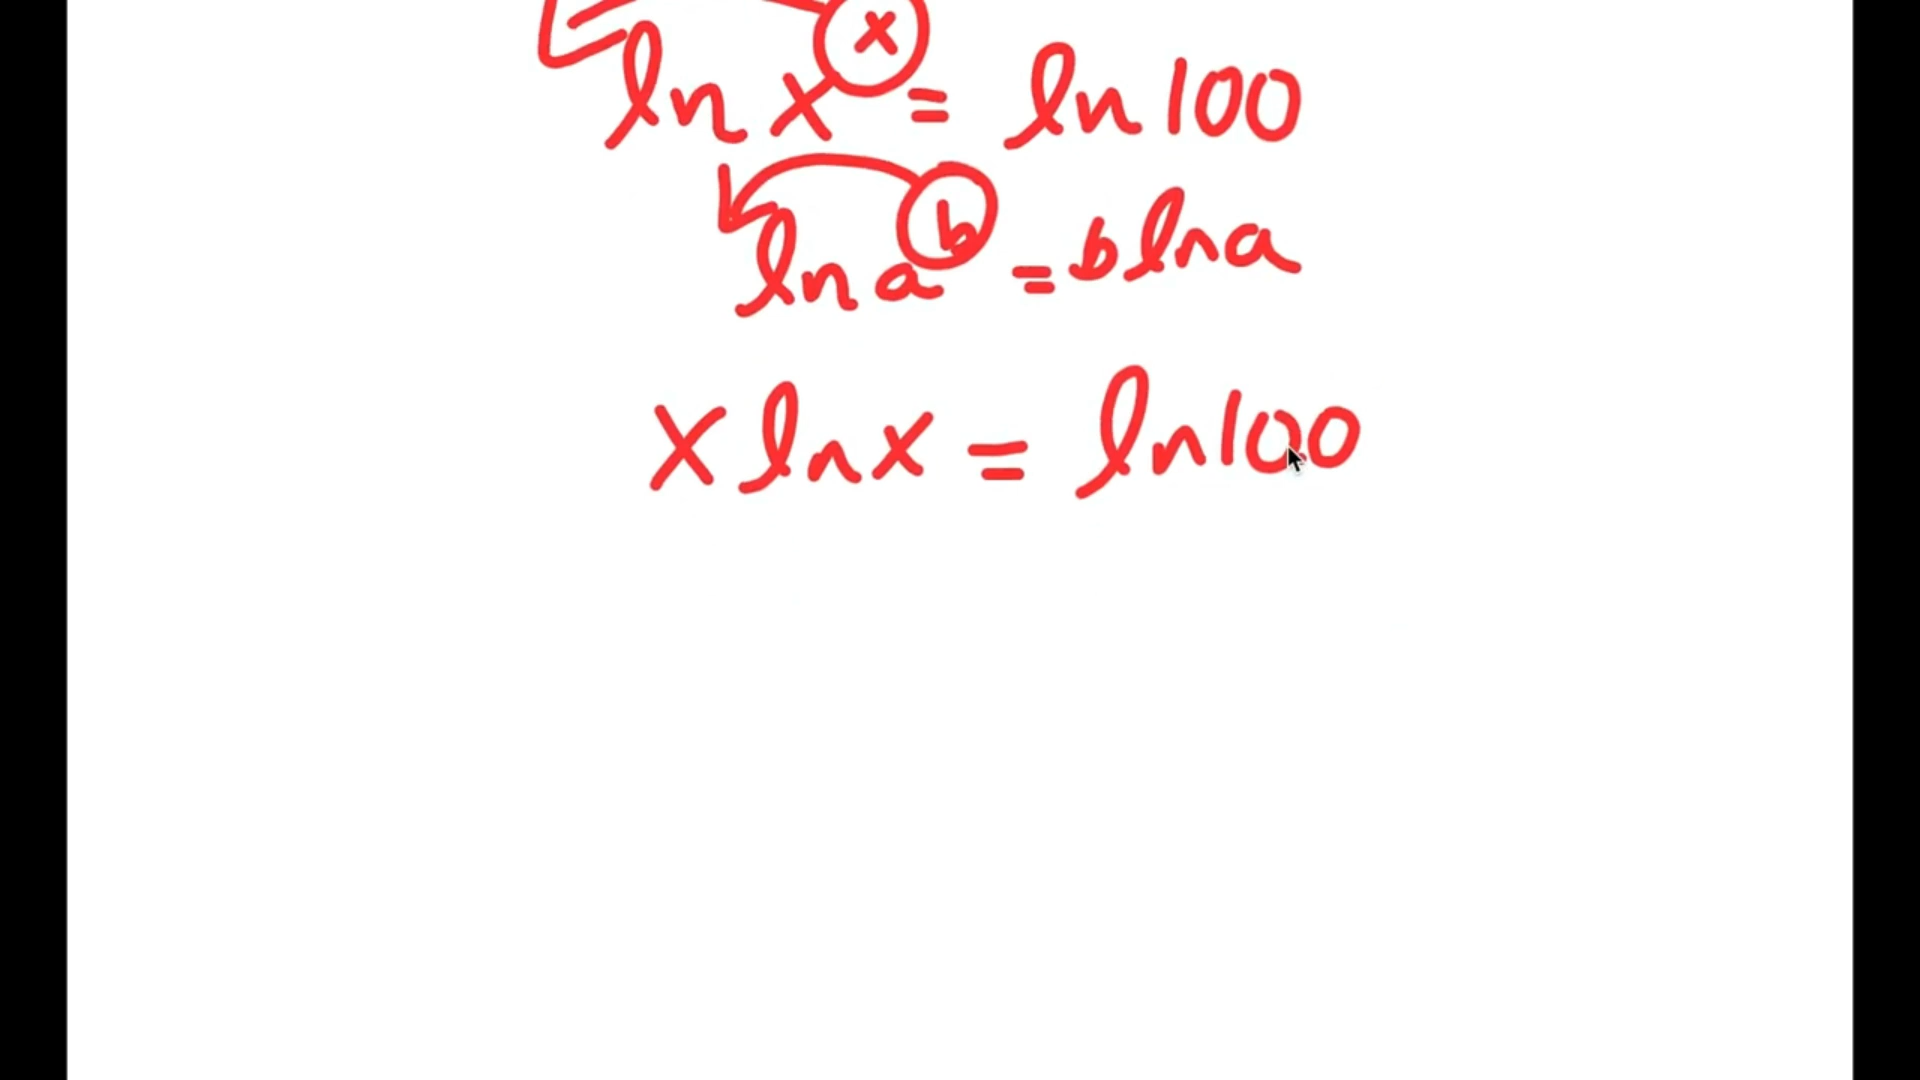 ln x^x = ln 100
ln a^b = b ln a
x ln x = ln 100